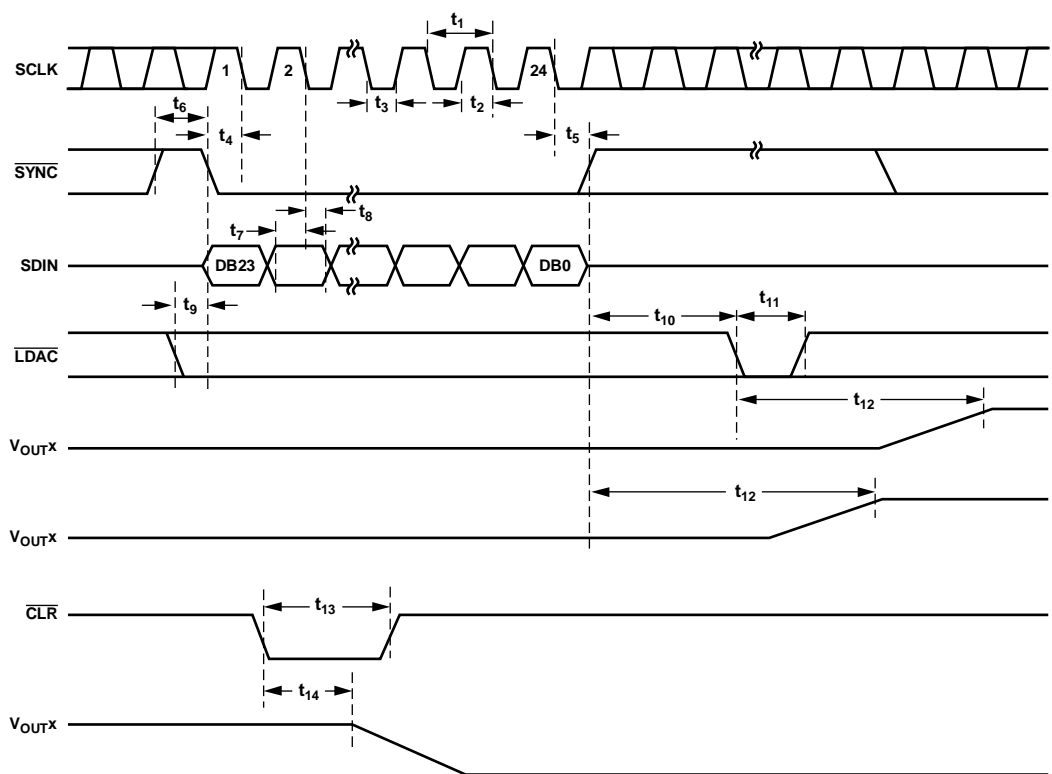 t1
SCLK
1
2
24
t3
t2
t6
t4
t5
SYNC
t8
t7
SDIN
DB23
DB0
t9
t10
t11
LDAC
t12
VOUTx
t12
VOUTx
CLR
t13
t14
VOUTx